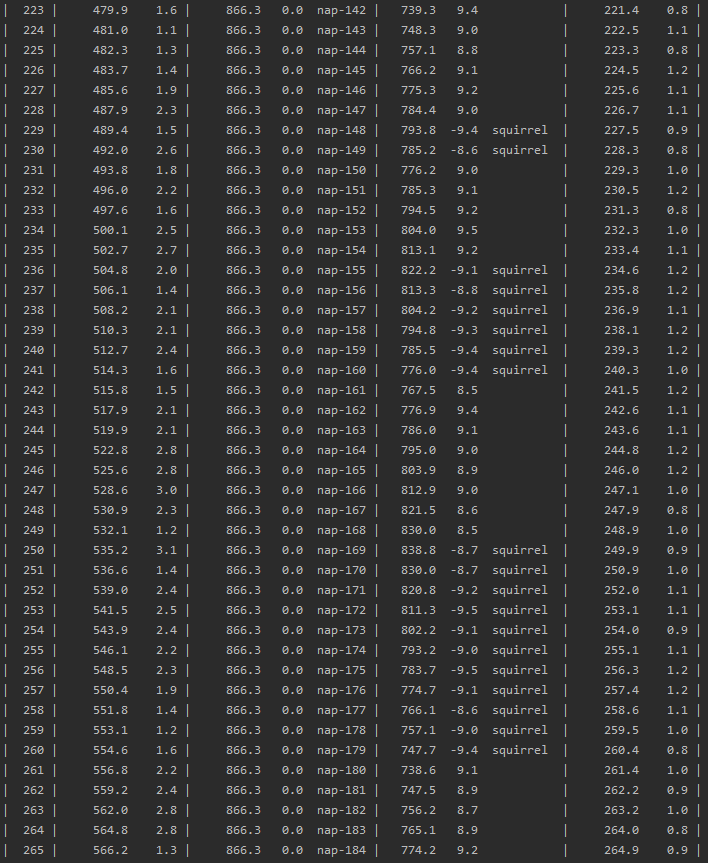 | 223 | 479.9 1.6 | 866.3 0.0 nap-142 | 739.3 9.4 | 221.4 0.8 |
| 224 | 481.0 1.1 | 866.3 0.0 nap-143 | 748.3 9.0 | 222.5 1.1 |
| 225 | 482.3 1.3 | 866.3 0.0 nap-144 | 757.1 8.8 | 223.3 0.8 |
| 226 | 483.7 1.4 | 866.3 0.0 nap-145 | 766.2 9.1 | 224.5 1.2 |
| 227 | 485.6 1.9 | 866.3 0.0 nap-146 | 775.3 9.2 | 225.6 1.1 |
| 228 | 487.9 2.3 | 866.3 0.0 nap-147 | 784.4 9.0 | 226.7 1.1 |
| 229 | 489.4 1.5 | 866.3 0.0 nap-148 | 793.8 -9.4 squirrel | 227.5 0.9 |
| 230 | 492.0 2.6 | 866.3 0.0 nap-149 | 785.2 -8.6 squirrel | 228.3 0.8 |
| 231 | 493.8 1.8 | 866.3 0.0 nap-150 | 776.2 9.0 | 229.3 1.0 |
| 232 | 496.0 2.2 | 866.3 0.0 nap-151 | 785.3 9.1 | 230.5 1.2 |
| 233 | 497.6 1.6 | 866.3 0.0 nap-152 | 794.5 9.2 | 231.3 0.8 |
| 234 | 500.1 2.5 | 866.3 0.0 nap-153 | 804.0 9.5 | 232.3 1.0 |
| 235 | 502.7 2.7 | 866.3 0.0 nap-154 | 813.1 9.2 | 233.4 1.1 |
| 236 | 504.8 2.0 | 866.3 0.0 nap-155 | 822.2 -9.1 squirrel | 234.6 1.2 |
| 237 | 506.1 1.4 | 866.3 0.0 nap-156 | 813.3 -8.8 squirrel | 235.8 1.2 |
| 238 | 508.2 2.1 | 866.3 0.0 nap-157 | 804.2 -9.2 squirrel | 236.9 1.1 |
| 239 | 510.3 2.1 | 866.3 0.0 nap-158 | 794.8 -9.3 squirrel | 238.1 1.2 |
| 240 | 512.7 2.4 | 866.3 0.0 nap-159 | 785.5 -9.4 squirrel | 239.3 1.2 |
| 241 | 514.3 1.6 | 866.3 0.0 nap-160 | 776.0 -9.4 squirrel | 240.3 1.0 |
| 242 | 515.8 1.5 | 866.3 0.0 nap-161 | 767.5 8.5 | 241.5 1.2 |
| 243 | 517.9 2.1 | 866.3 0.0 nap-162 | 776.9 9.4 | 242.6 1.1 |
| 244 | 519.9 2.1 | 866.3 0.0 nap-163 | 786.0 9.1 | 243.6 1.1 |
| 245 | 522.8 2.8 | 866.3 0.0 nap-164 | 795.0 9.0 | 244.8 1.2 |
| 246 | 525.6 2.8 | 866.3 0.0 nap-165 | 803.9 8.9 | 246.0 1.2 |
| 247 | 528.6 3.0 | 866.3 0.0 nap-166 | 812.9 9.0 | 247.1 1.0 |
| 248 | 530.9 2.3 | 866.3 0.0 nap-167 | 821.5 8.6 | 247.9 0.8 |
| 249 | 532.1 1.2 | 866.3 0.0 nap-168 | 830.0 8.5 | 248.9 1.0 |
| 250 | 535.2 3.1 | 866.3 0.0 nap-169 | 838.8 -8.7 squirrel | 249.9 0.9 |
| 251 | 536.6 1.4 | 866.3 0.0 nap-170 | 830.0 -8.7 squirrel | 250.9 1.0 |
| 252 | 539.0 2.4 | 866.3 0.0 nap-171 | 820.8 -9.2 squirrel | 252.0 1.1 |
| 253 | 541.5 2.5 | 866.3 0.0 nap-172 | 811.3 -9.5 squirrel | 253.1 1.1 |
| 254 | 543.9 2.4 | 866.3 0.0 nap-173 | 802.2 -9.1 squirrel | 254.0 0.9 |
| 255 | 546.1 2.2 | 866.3 0.0 nap-174 | 793.2 -9.0 squirrel | 255.1 1.1 |
| 256 | 548.5 2.3 | 866.3 0.0 nap-175 | 783.7 -9.5 squirrel | 256.3 1.2 |
| 257 | 550.4 1.9 | 866.3 0.0 nap-176 | 774.7 -9.1 squirrel | 257.4 1.2 |
| 258 | 551.8 1.4 | 866.3 0.0 nap-177 | 766.1 -8.6 squirrel | 258.6 1.1 |
| 259 | 553.1 1.2 | 866.3 0.0 nap-178 | 757.1 -9.0 squirrel | 259.5 1.0 |
| 260 | 554.6 1.6 | 866.3 0.0 nap-179 | 747.7 -9.4 squirrel | 260.4 0.8 |
| 261 | 556.8 2.2 | 866.3 0.0 nap-180 | 738.6 9.1 | 261.4 1.0 |
| 262 | 559.2 2.4 | 866.3 0.0 nap-181 | 747.5 8.9 | 262.2 0.9 |
| 263 | 562.0 2.8 | 866.3 0.0 nap-182 | 756.2 8.7 | 263.2 1.0 |
| 264 | 564.8 2.8 | 866.3 0.0 nap-183 | 765.1 8.9 | 264.0 0.8 |
| 265 | 566.2 1.3 | 866.3 0.0 nap-184 | 774.2 9.2 | 264.9 0.9 |